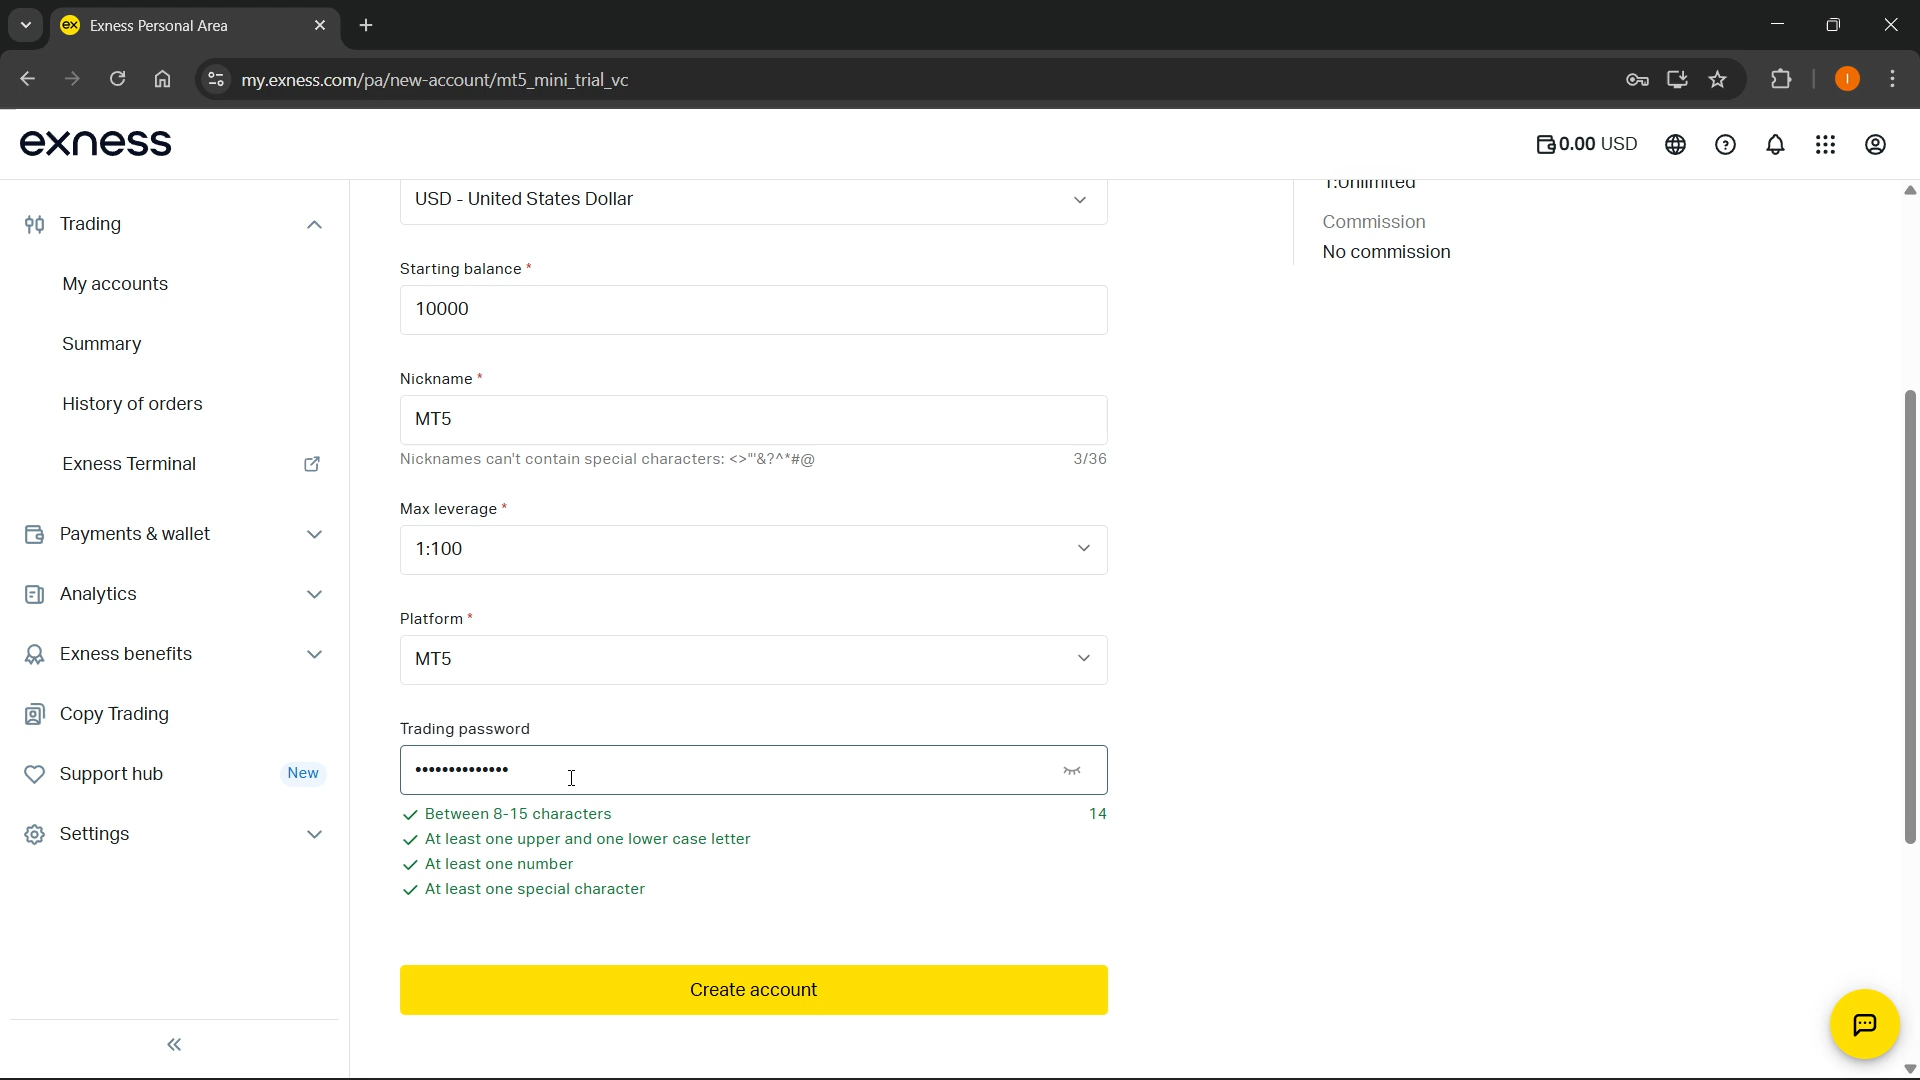 ex Exness Personal Area
my.exness.com/pa/new-account/mt5_mini_trial_vc
I
exness
0.00 USD
Trading
My accounts
Summary
History of orders
Exness Terminal
Payments & wallet
Analytics
Exness benefits
Copy Trading
Support hub
New
Settings
USD - United States Dollar
Starting balance *
10000
Nickname *
MT5
Nicknames can't contain special characters: <>"'&?^*#@
3/36
Max leverage *
1:100
Platform *
MT5
Trading password
••••••••••••••
Between 8-15 characters
14
At least one upper and one lower case letter
At least one number
At least one special character
Create account
1:Unlimited
Commission
No commission